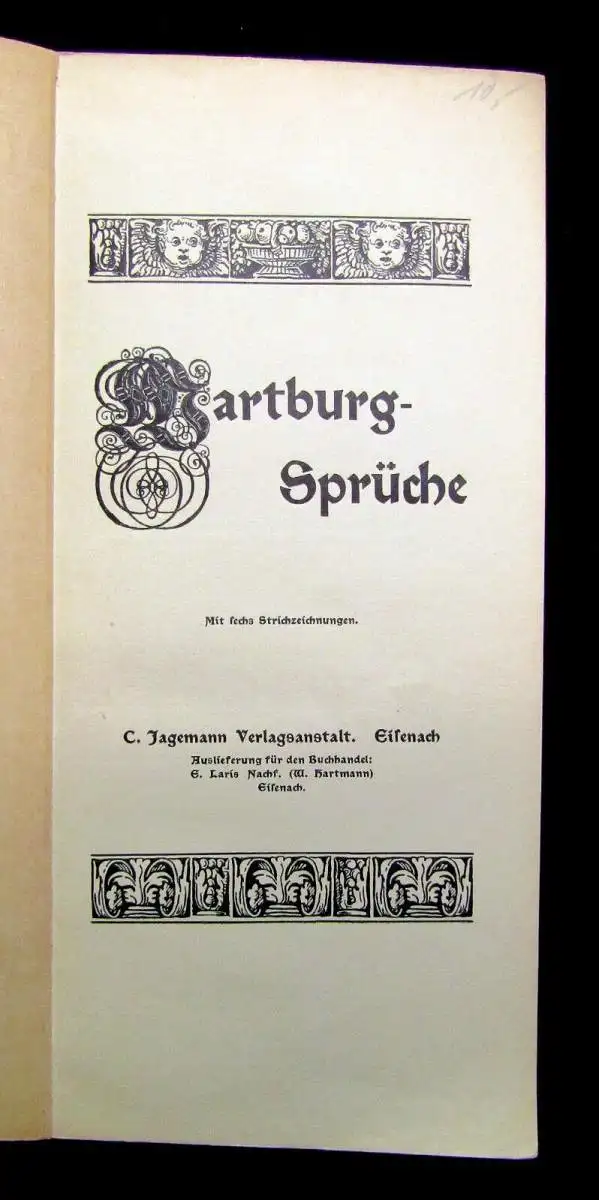 10,-
Wartburg-
Sprüche
Mit sechs Strichzeichnungen.
C. Jagemann Verlagsanstalt. Eisenach
Auslieferung für den Buchhandel:
E. Laris Nachf. (W. Hartmann)
Eisenach.